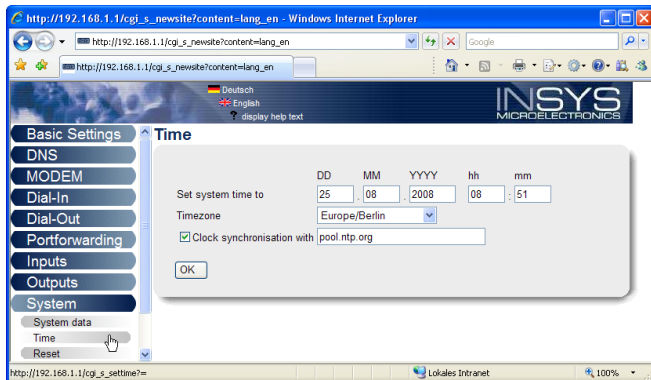 http://192.168.1.1/cgi_s_newsite?content=lang_en - Windows Internet Explorer
http://192.168.1.1/cgi_s_newsite?content=lang_en
Google
http://192.168.1.1/cgi_s_newsite?content=lang_en
Deutsch
English
? display help text
INSYS
MICROELECTRONICS
Basic Settings
DNS
MODEM
Dial-In
Dial-Out
Portforwarding
Inputs
Outputs
System
System data
Time
Reset
Time
DD MM YYYY hh mm
Set system time to 25 . 08 . 2008 08 : 51
Timezone Europe/Berlin
Clock synchronisation with pool.ntp.org
OK
http://192.168.1.1/cgi_s_settime?=
Lokales Intranet
100%